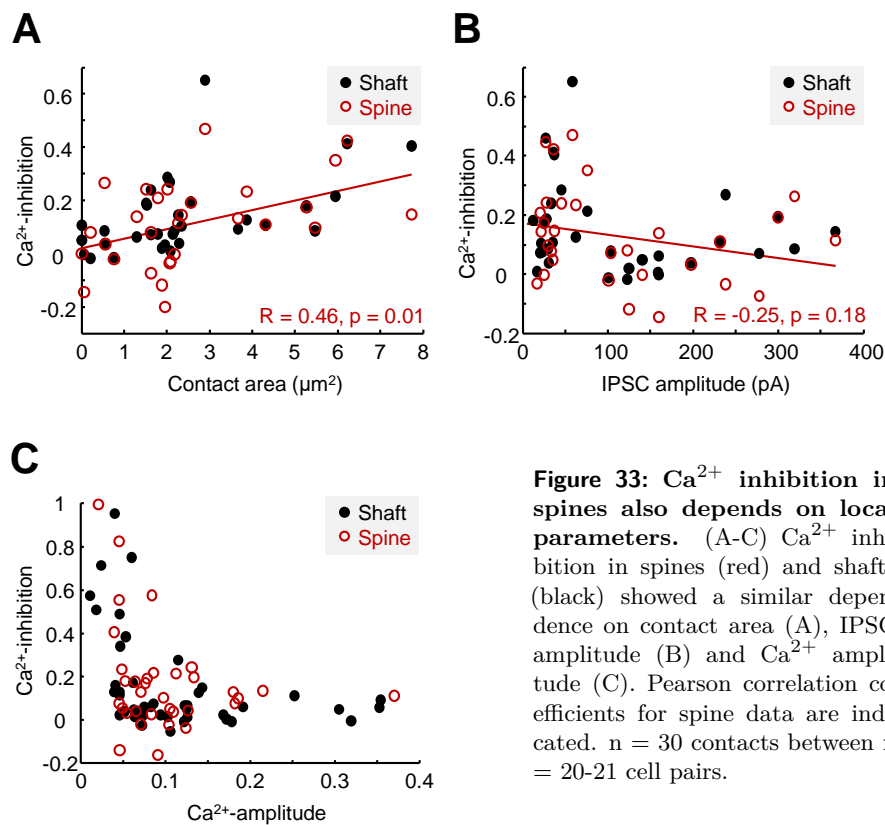 A
0.6
0.4
0.2
0
-0.2
Ca²⁺-inhibition
Shaft
Spine
R = 0.46, p = 0.01
0 1 2 3 4 5 6 7 8
Contact area (µm²)
B
0.6
0.4
0.2
0
-0.2
Ca²⁺-inhibition
Shaft
Spine
R = -0.25, p = 0.18
0 100 200 300 400
IPSC amplitude (pA)
C
1
0.8
0.6
0.4
0.2
0
-0.2
Ca²⁺-inhibition
Shaft
Spine
0 0.1 0.2 0.3 0.4
Ca²⁺-amplitude
Figure 33: Ca²⁺ inhibition in
spines also depends on loca
parameters. (A-C) Ca²⁺ inh
bition in spines (red) and shaft
(black) showed a similar depen
dence on contact area (A), IPSC
amplitude (B) and Ca²⁺ ampl
tude (C). Pearson correlation co
efficients for spine data are ind
cated. n = 30 contacts between
= 20-21 cell pairs.